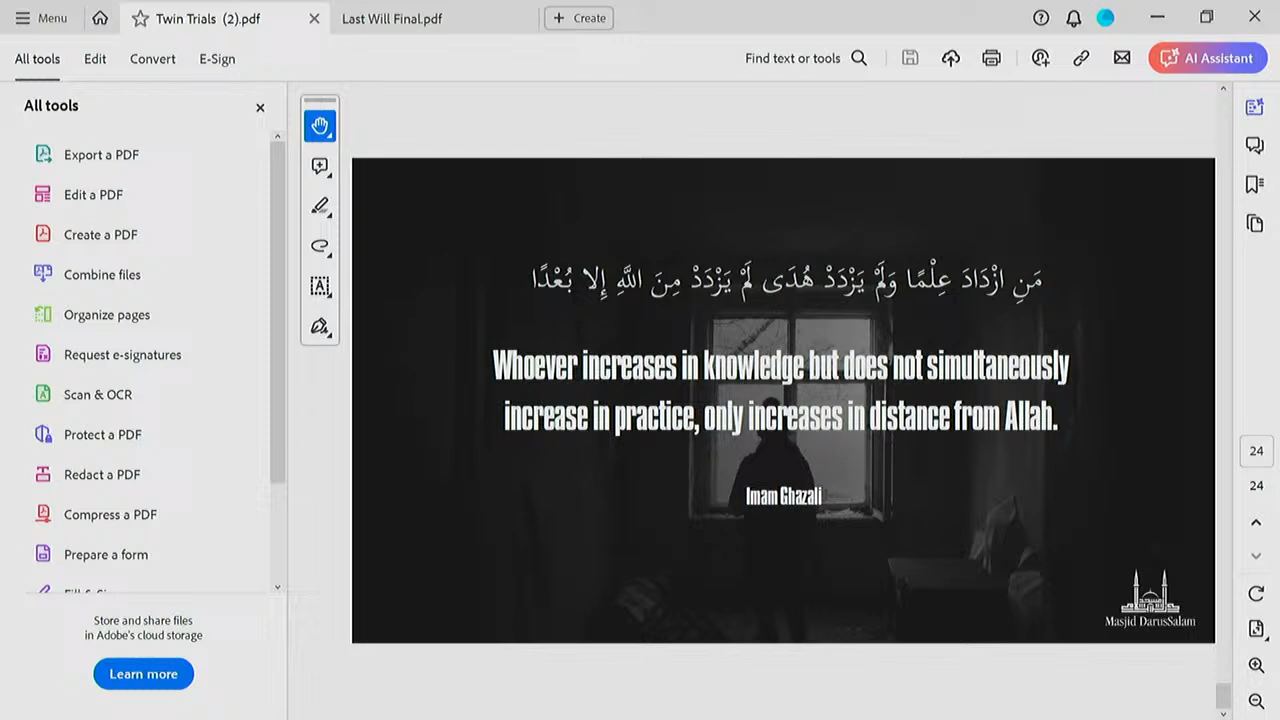 Menu
Twin Trials (2).pdf
Last Will Final.pdf
+ Create
All tools
Edit
Convert
E-Sign
Find text or tools
AI Assistant
All tools
Export a PDF
Edit a PDF
Create a PDF
Combine files
Organize pages
Request e-signatures
Scan & OCR
Protect a PDF
Redact a PDF
Compress a PDF
Prepare a form
Store and share files
in Adobe's cloud storage
Learn more
مَنِ ازْدَادَ عِلْمًا وَلَمْ يَزْدَدْ هُدَى لَمْ يَزْدَدْ مِنَ اللَّهِ إِلا بُعْدًا
Whoever increases in knowledge but does not simultaneously
increase in practice, only increases in distance from Allah.
Imam Ghazali
Masjid DarusSalam
24
24